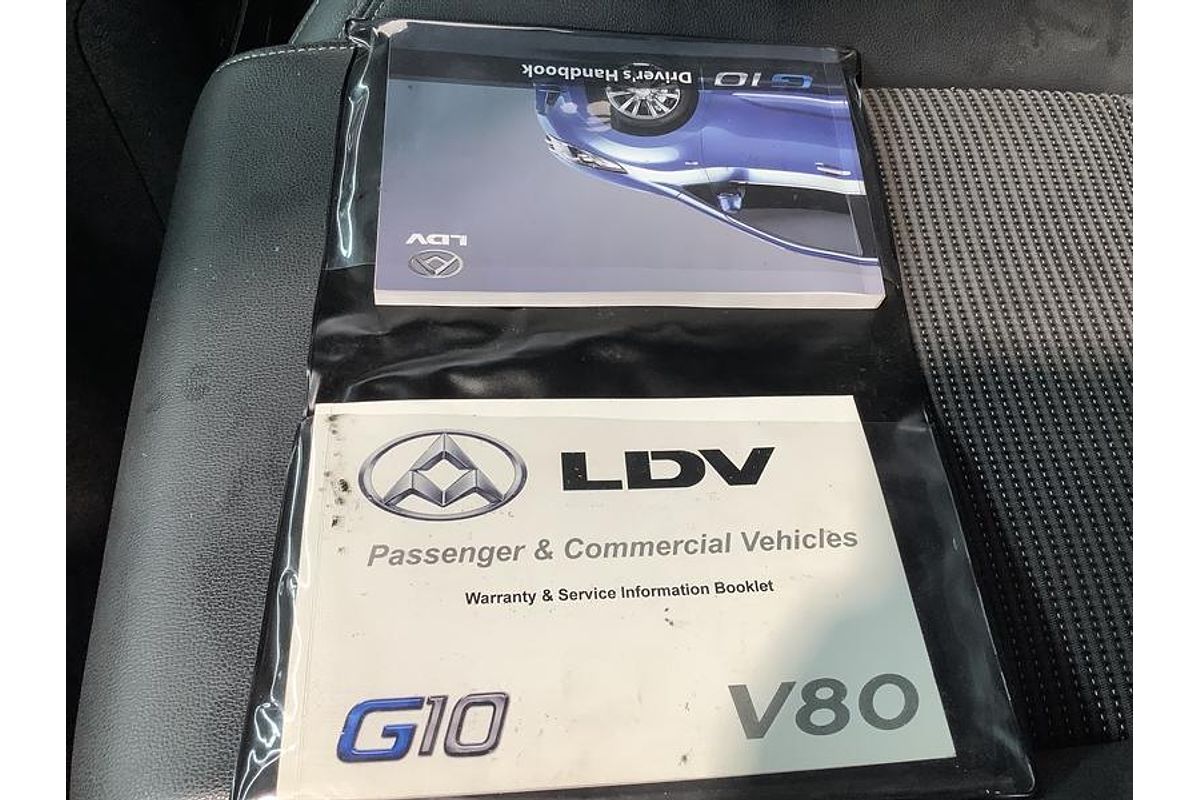 G10 Driver's Handbook
LDV
LDV
Passenger & Commercial Vehicles
Warranty & Service Information Booklet
G10
V80